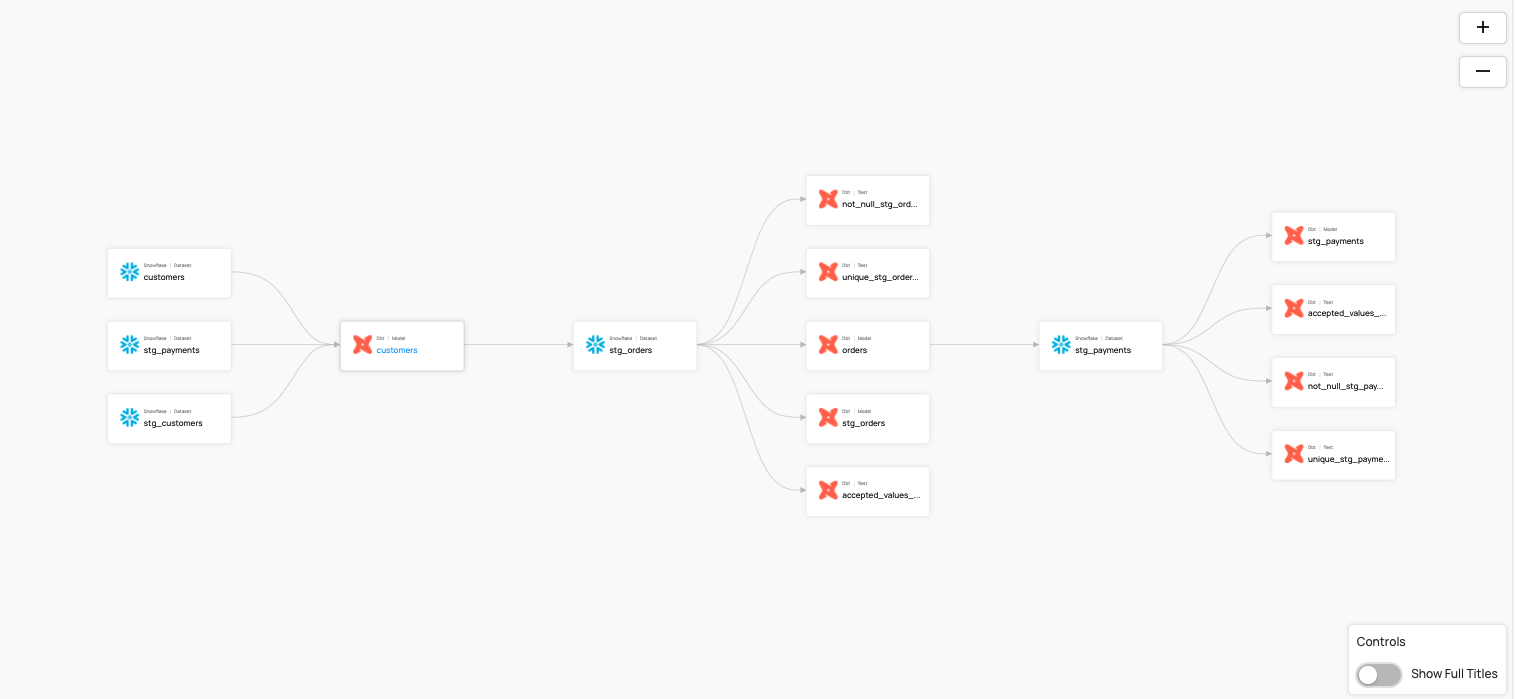 Snowflake | Dataset
customers
Snowflake | Dataset
stg_payments
Snowflake | Dataset
stg_customers
Dbt | Model
customers
Snowflake | Dataset
stg_orders
Dbt | Test
not_null_stg_ord...
Dbt | Test
unique_stg_order...
Dbt | Model
orders
Dbt | Model
stg_orders
Dbt | Test
accepted_values_...
Snowflake | Dataset
stg_payments
Dbt | Model
stg_payments
Dbt | Test
accepted_values_...
Dbt | Test
not_null_stg_pay...
Dbt | Test
unique_stg_payme...
Controls
Show Full Titles